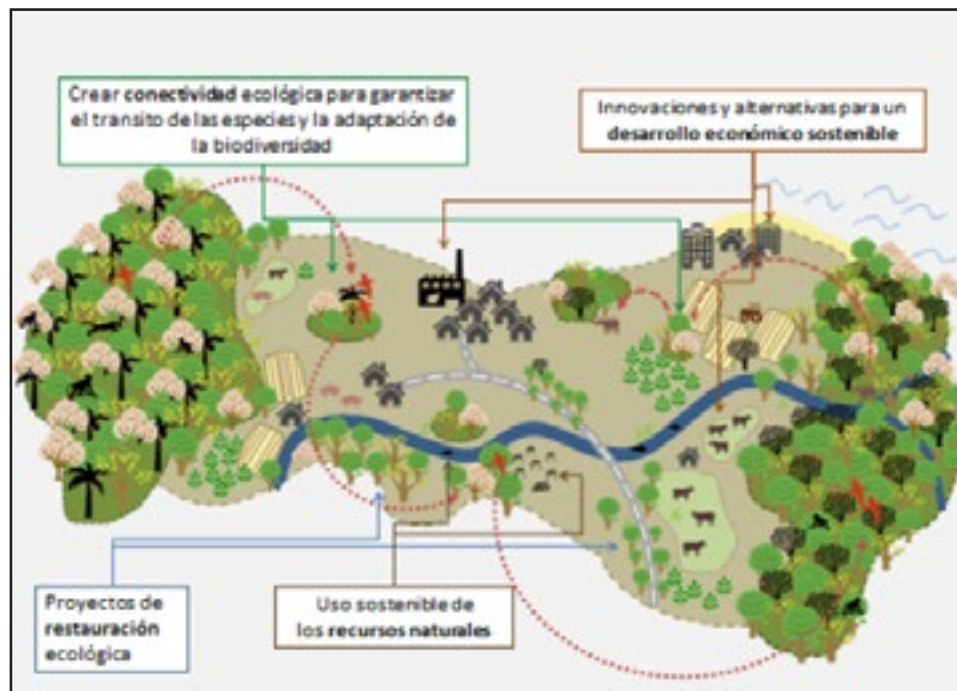 Crear conectividad ecológica para garantizar
el transito de las especies y la adaptación de
la biodiversidad
Innovaciones y alternativas para un
desarrollo económico sostenible
Proyectos de
restauración
ecológica
Uso sostenible de
los recursos naturales